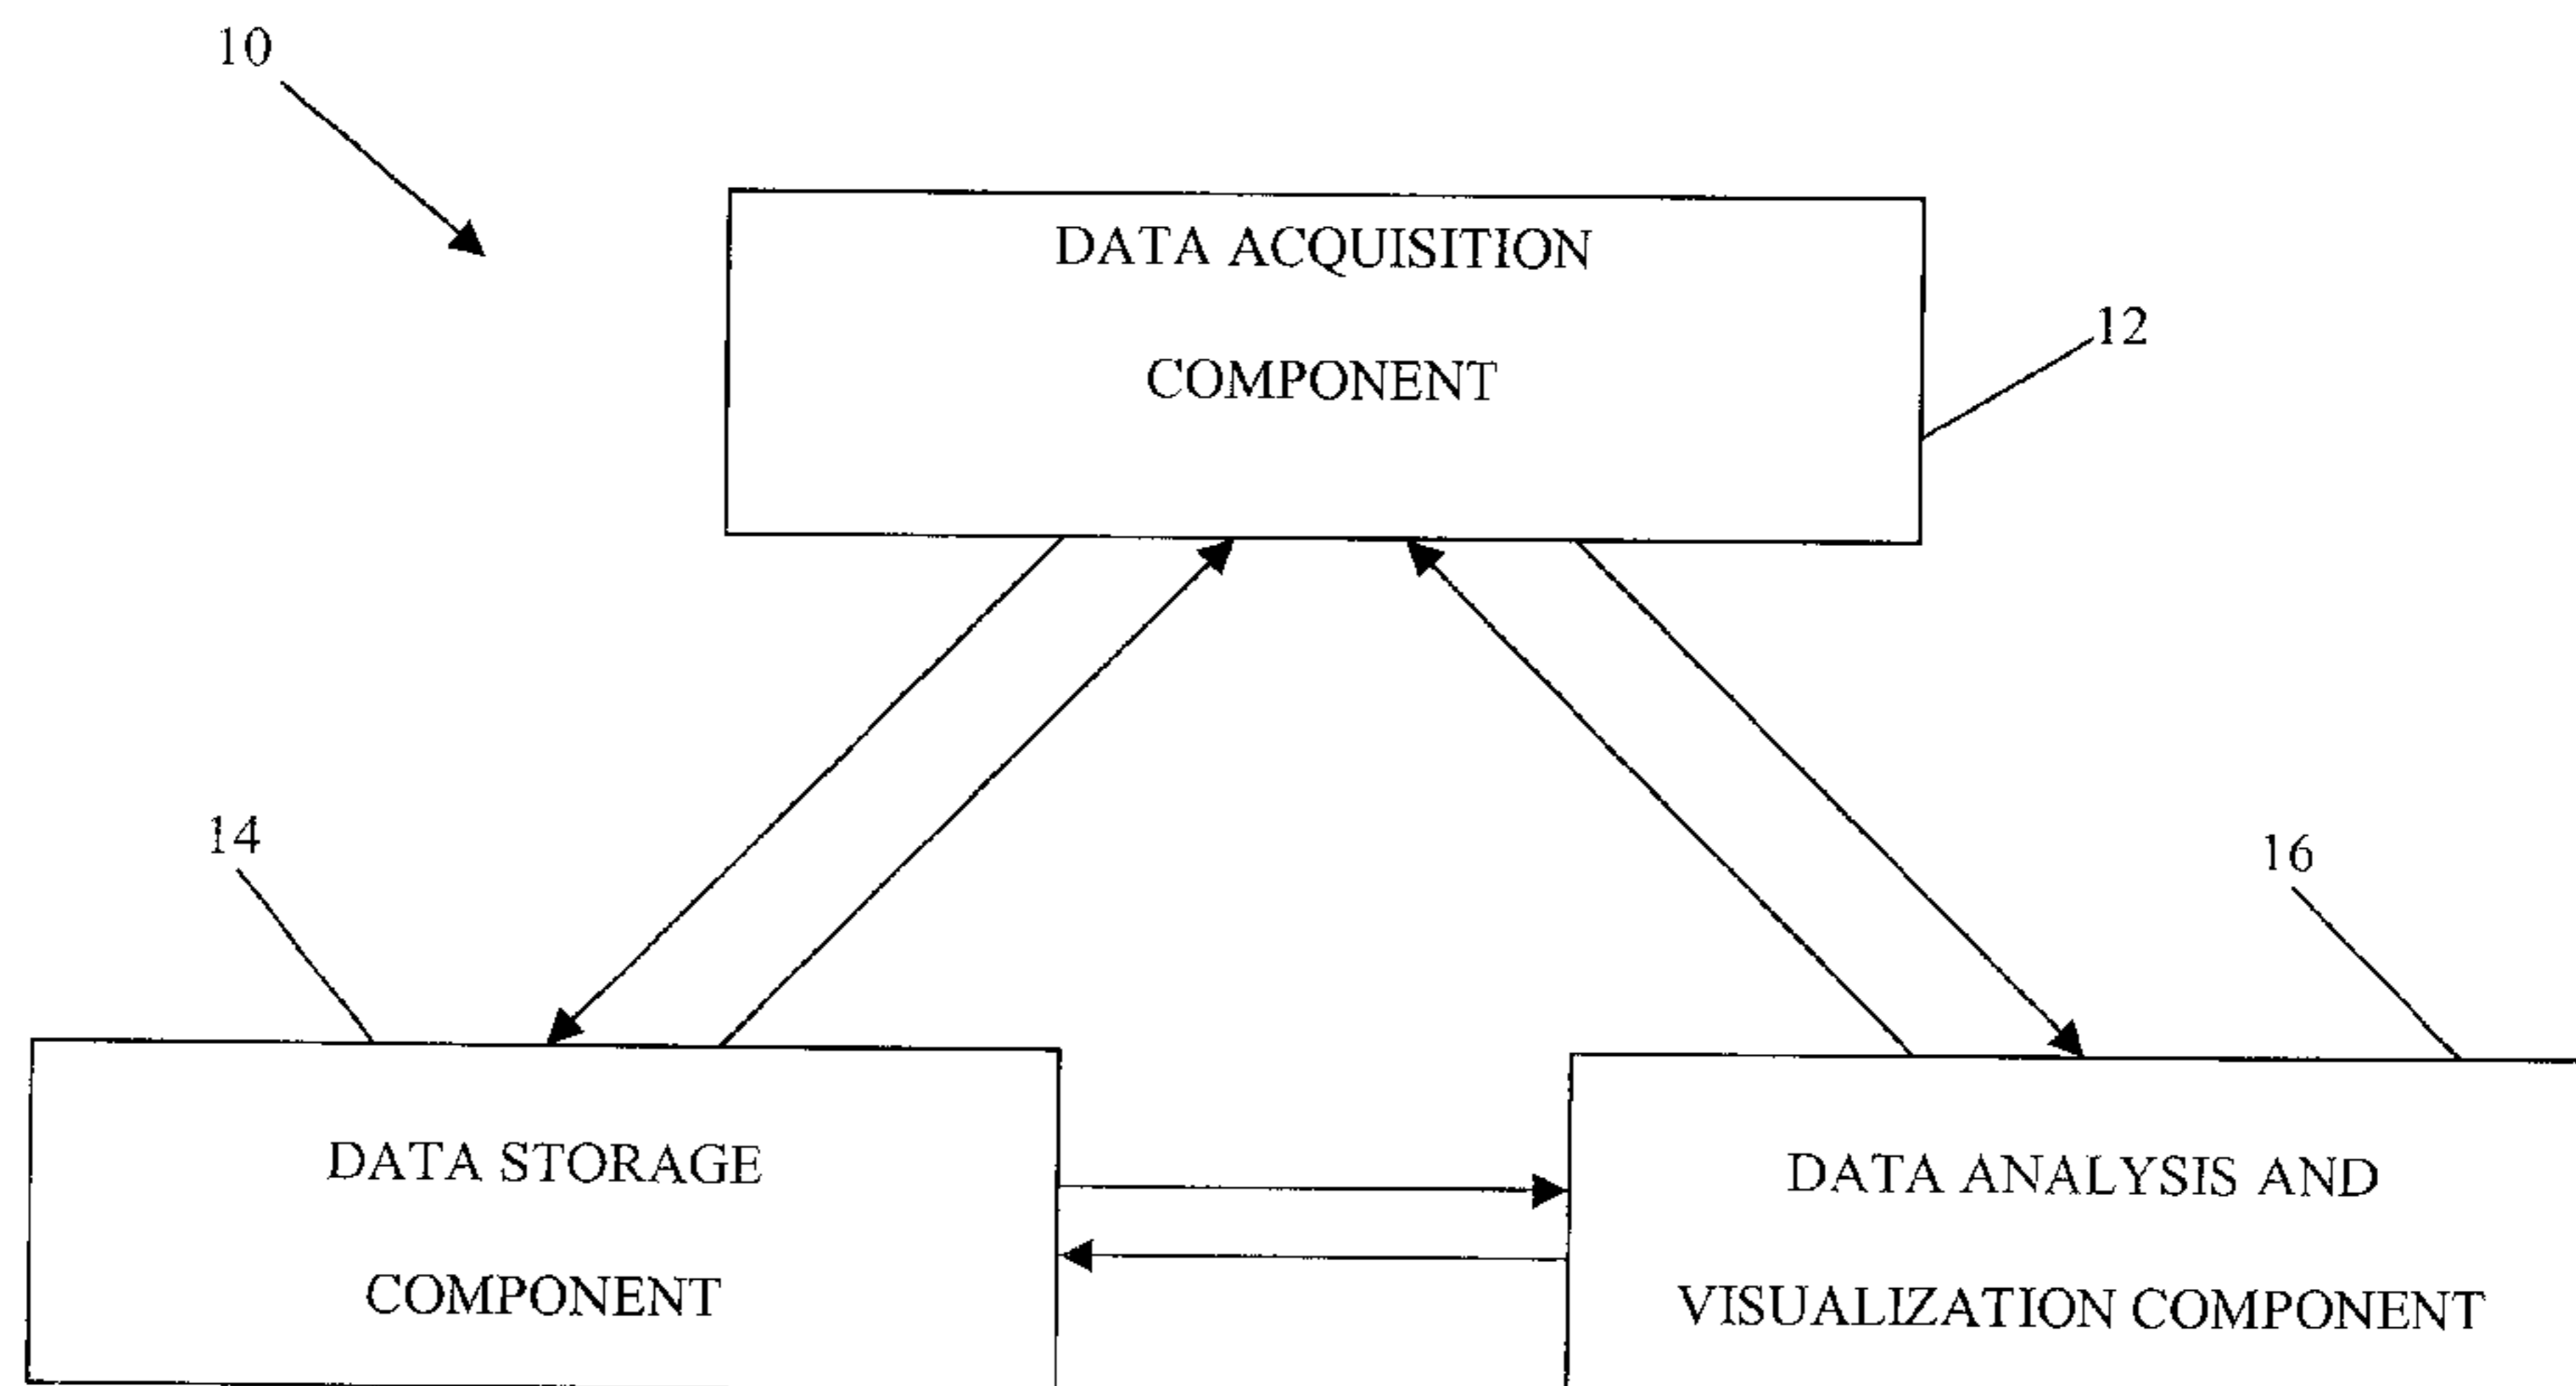 10
DATA ACQUISITION
COMPONENT
12
14
16
DATA STORAGE
COMPONENT
DATA ANALYSIS AND
VISUALIZATION COMPONENT